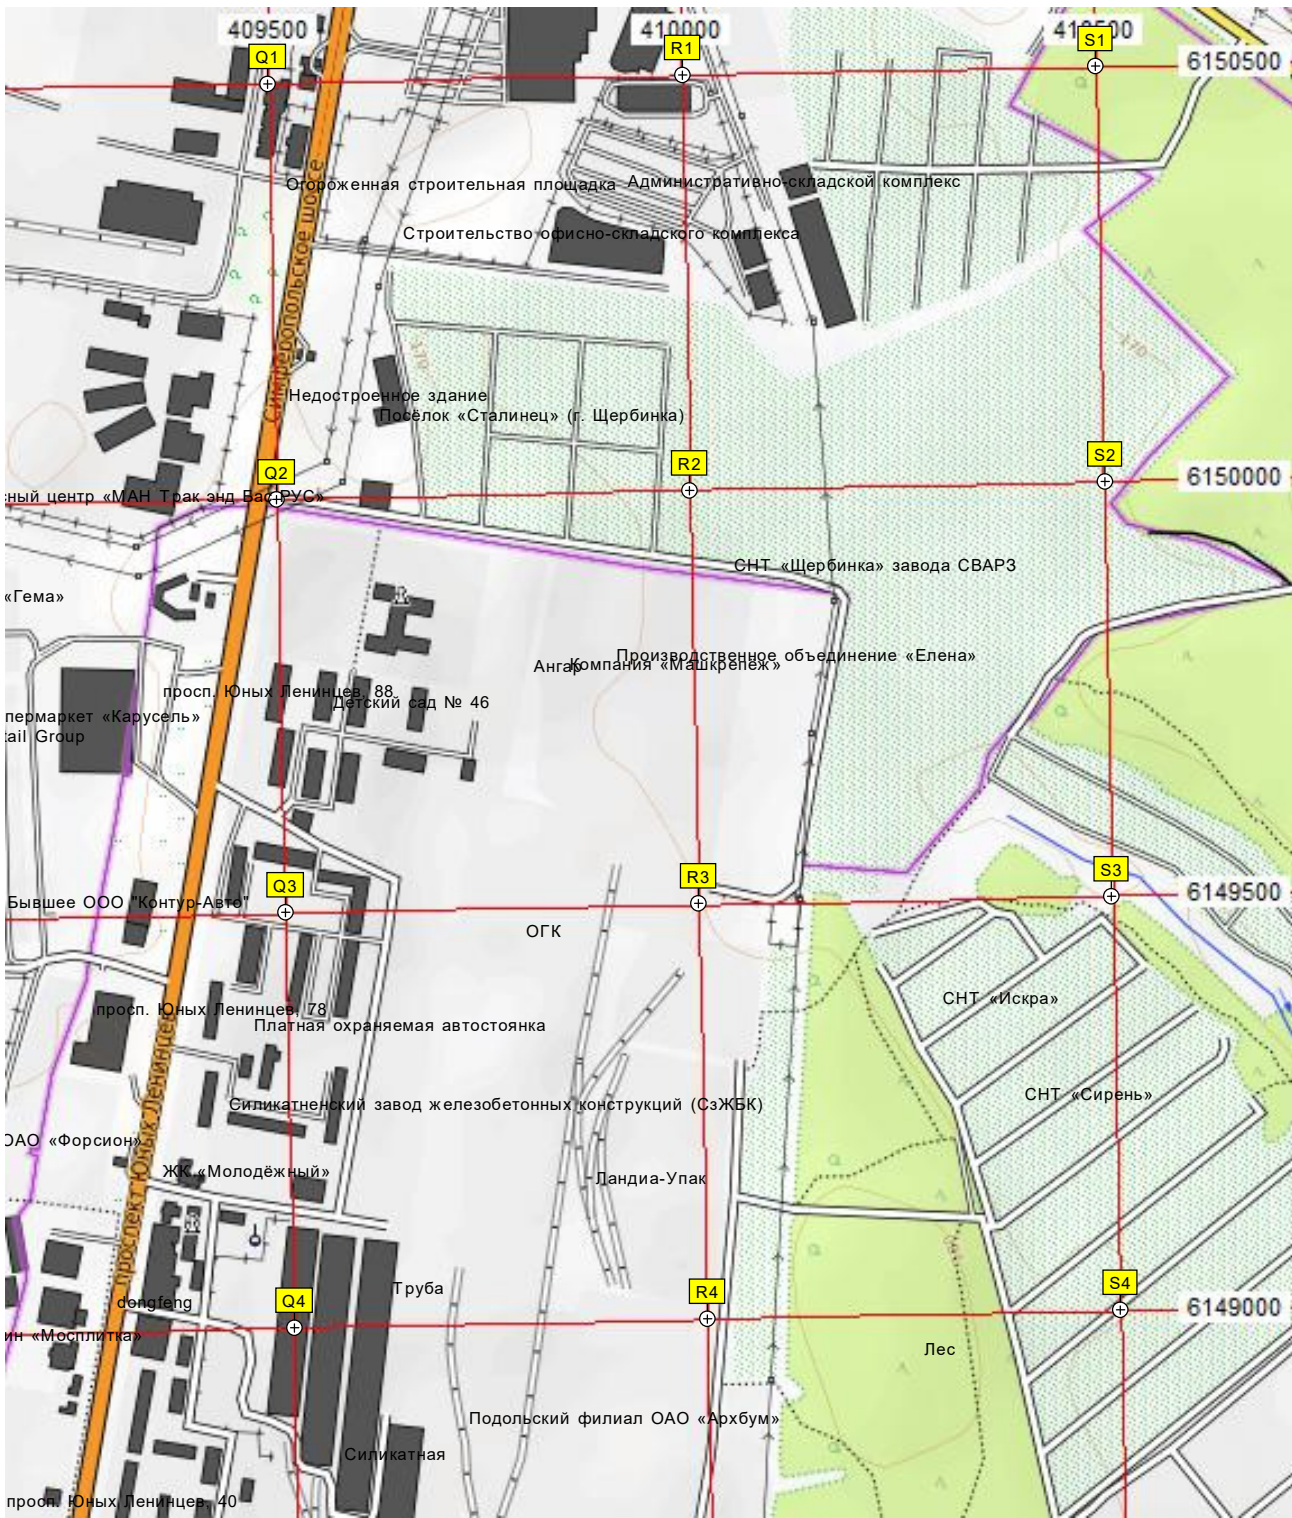 409500
410000
410500
Q1
R1
S1
6150500
Огороженная строительная площадка
Административно-складской комплекс
Строительство офисно-складского комплекса
Симферопольское шоссе
170
170
Недостроенное здание
Посёлок «Сталинец» (г. Щербинка)
Q2
R2
S2
6150000
сный центр «МАН Трак энд Бас РУС»
СНТ «Щербинка» завода СВАРЗ
«Гема»
Производственное объединение «Елена»
Ангар
Компания «Машкрепёж»
просп. Юных Ленинцев, 88
Детский сад № 46
пермаркет «Карусель»
tail Group
Q3
R3
S3
6149500
Бывшее ООО "Контур-Авто"
ОГК
СНТ «Искра»
просп. Юных Ленинцев, 78
Платная охраняемая автостоянка
СНТ «Сирень»
Силикатненский завод железобетонных конструкций (СзЖБК)
ОАО «Форсион»
проспект Юных Ленинцев
ЖК «Молодёжный»
Ландиа-Упак
Труба
Q4
R4
S4
6149000
dongfeng
ин «Мосплитка»
Лес
Подольский филиал ОАО «Архбум»
Силикатная
просп. Юных Ленинцев, 40